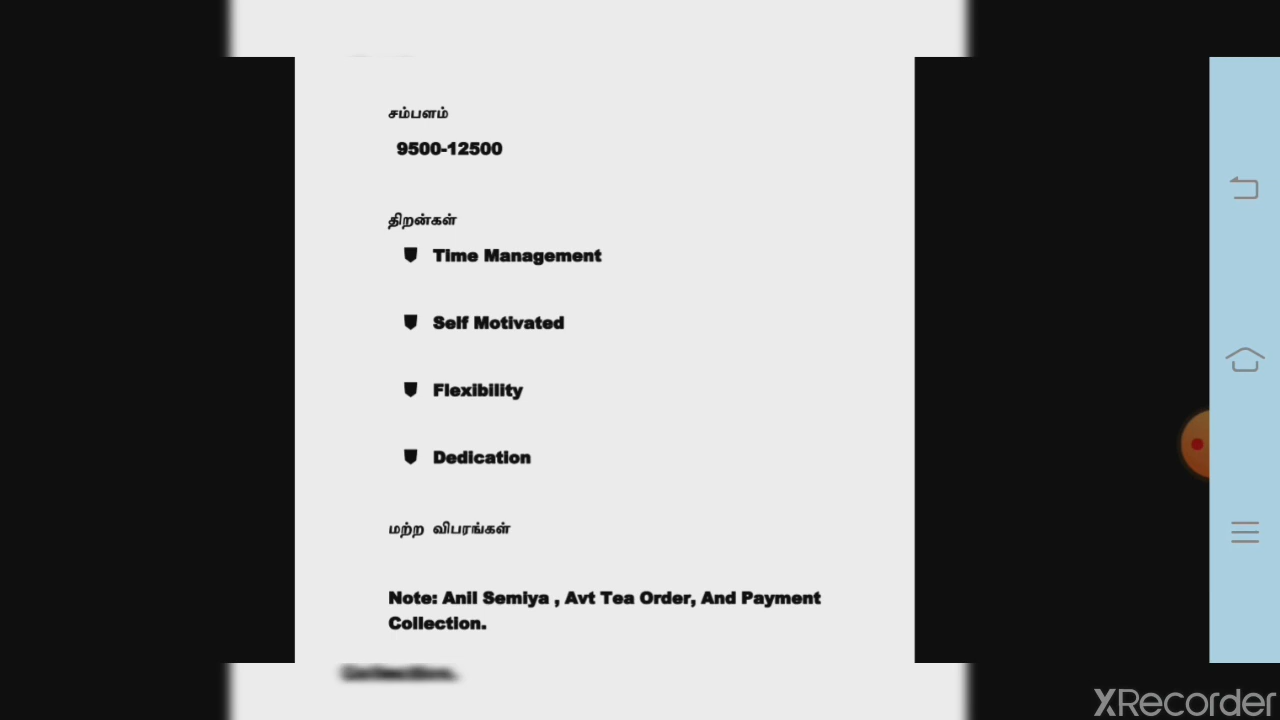 சம்பளம்
9500-12500
திறன்கள்
Time Management
Self Motivated
Flexibility
Dedication
மற்ற விபரங்கள்
Note: Anil Semiya , Avt Tea Order, And Payment
Collection.
Collection.
XRecorder